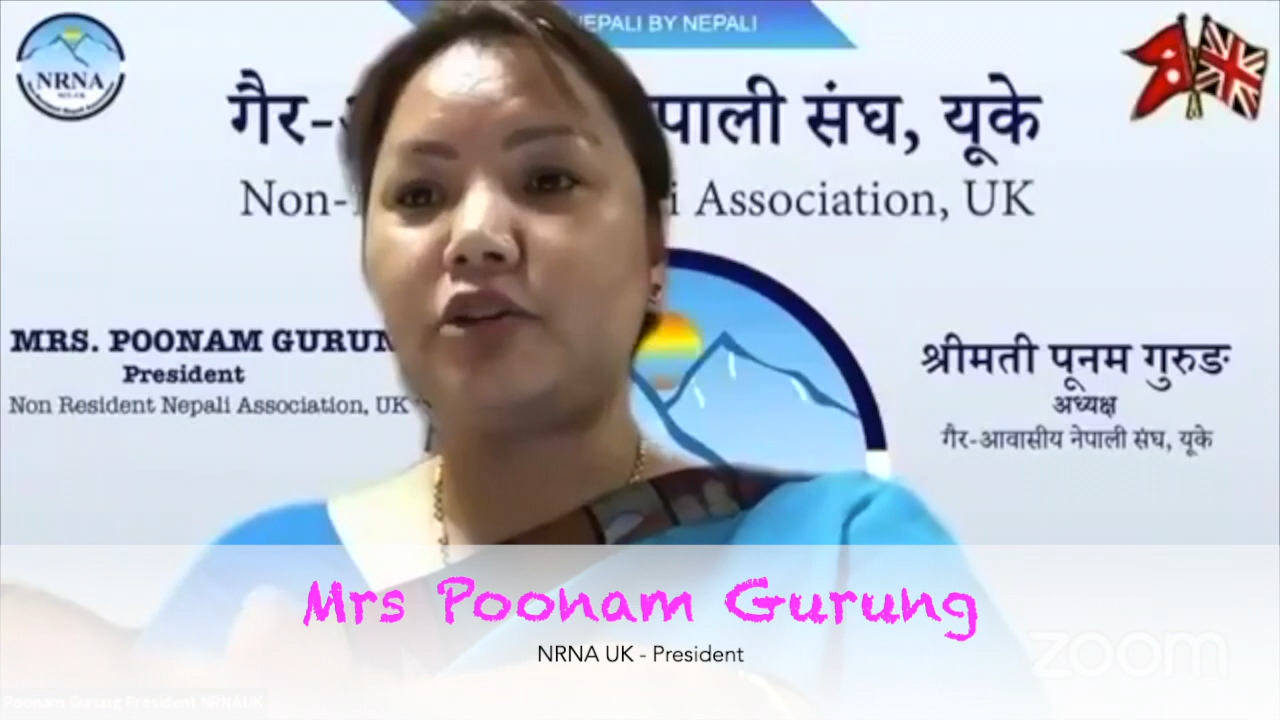 NEPALI BY NEPALI
NRNA
गैर- पाली संघ, यूके
Non- i Association, UK
MRS. POONAM GURUN
President
Non Resident Nepali Association, UK
श्रीमती पूनम गुरुङ
अध्यक्ष
गैर-आवासीय नेपाली संघ, यूके
Mrs Poonam Gurung
NRNA UK - President
zoom
Poonam Gurung President NRNAUK